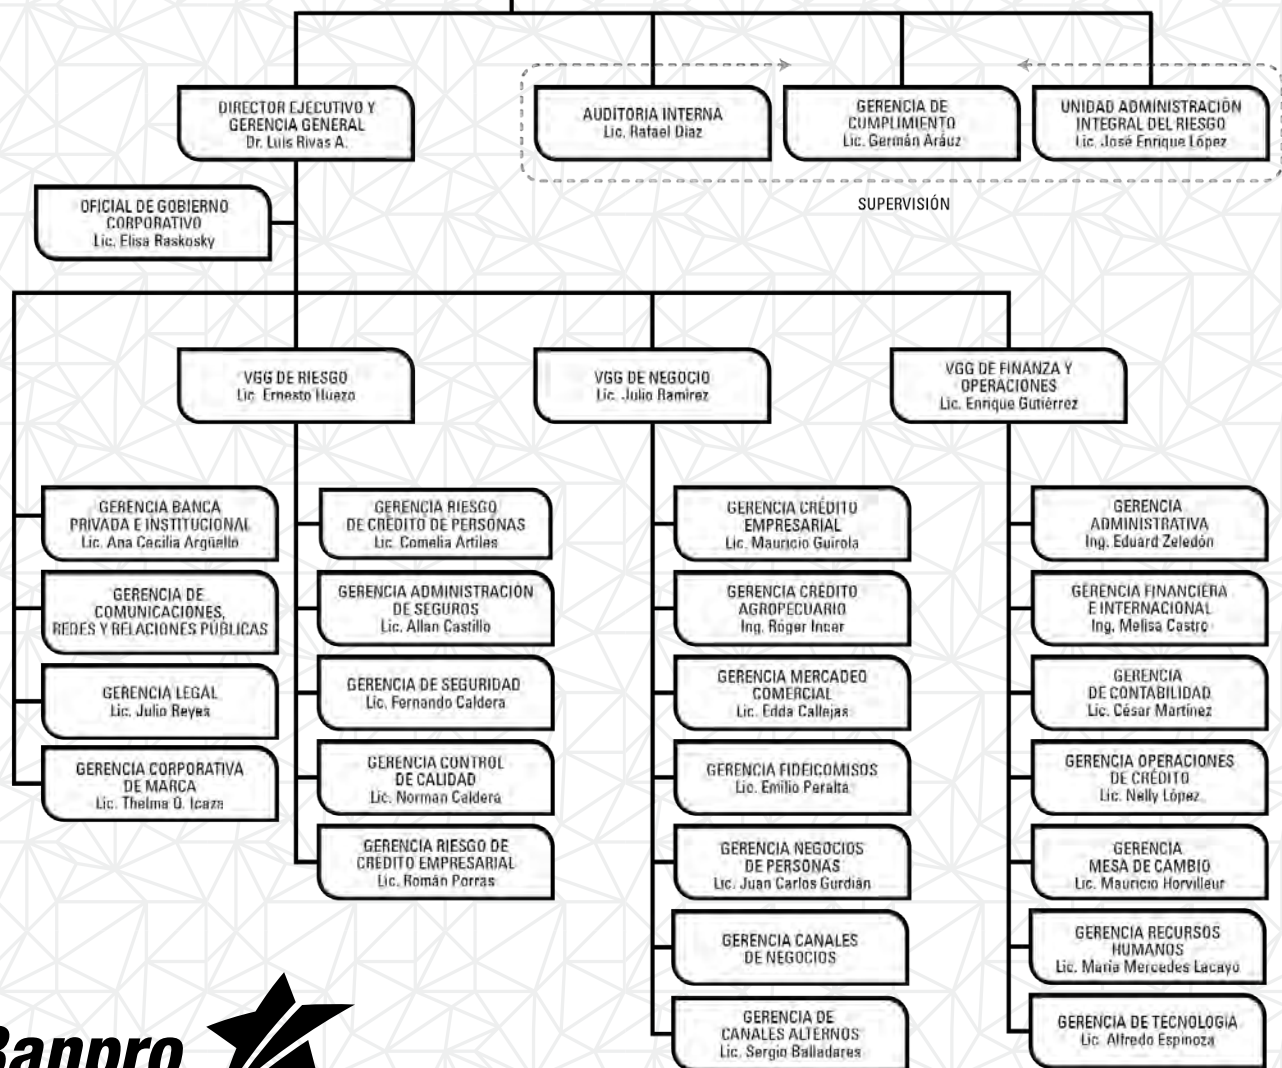 DIRECTOR EJECUTIVO Y
GERENCIA GENERAL
Dr. Luis Rivas A.
AUDITORIA INTERNA
Lic. Rafael Díaz
GERENCIA DE
CUMPLIMIENTO
Lic. Germán Aráuz
UNIDAD ADMINISTRACIÓN
INTEGRAL DEL RIESGO
Lic. José Enrique López
SUPERVISIÓN
OFICIAL DE GOBIERNO
CORPORATIVO
Lic. Elisa Raskosky
VGG DE RIESGO
Lic. Ernesto Huezo
VGG DE NEGOCIO
Lic. Julio Ramírez
VGG DE FINANZA Y
OPERACIONES
Lic. Enrique Gutiérrez
GERENCIA BANCA
PRIVADA E INSTITUCIONAL
Lic. Ana Cecilia Argüello
GERENCIA DE
COMUNICACIONES,
REDES Y RELACIONES PÚBLICAS
GERENCIA LEGAL
Lic. Julio Reyes
GERENCIA CORPORATIVA
DE MARCA
Lic. Thelma O. Icaza
GERENCIA RIESGO
DE CRÉDITO DE PERSONAS
Lic. Cornelia Artiles
GERENCIA ADMINISTRACIÓN
DE SEGUROS
Lic. Allan Castillo
GERENCIA DE SEGURIDAD
Lic. Fernando Caldera
GERENCIA CONTROL
DE CALIDAD
Lic. Norman Caldera
GERENCIA RIESGO DE
CRÉDITO EMPRESARIAL
Lic. Román Porras
GERENCIA CRÉDITO
EMPRESARIAL
Lic. Mauricio Guirola
GERENCIA CRÉDITO
AGROPECUARIO
Ing. Róger Incer
GERENCIA MERCADEO
COMERCIAL
Lic. Edda Callejas
GERENCIA FIDEICOMISOS
Lic. Emilio Peralta
GERENCIA NEGOCIOS
DE PERSONAS
Lic. Juan Carlos Gurdián
GERENCIA CANALES
DE NEGOCIOS
GERENCIA DE
CANALES ALTERNOS
Lic. Sergio Balladares
GERENCIA
ADMINISTRATIVA
Ing. Eduard Zeledón
GERENCIA FINANCIERA
E INTERNACIONAL
Ing. Melisa Castro
GERENCIA
DE CONTABILIDAD
Lic. César Martínez
GERENCIA OPERACIONES
DE CRÉDITO
Lic. Nelly López
GERENCIA
MESA DE CAMBIO
Lic. Mauricio Horvilleur
GERENCIA RECURSOS
HUMANOS
Lic. María Mercedes Lacayo
GERENCIA DE TECNOLOGIA
Lic. Alfredo Espinoza
Banpro